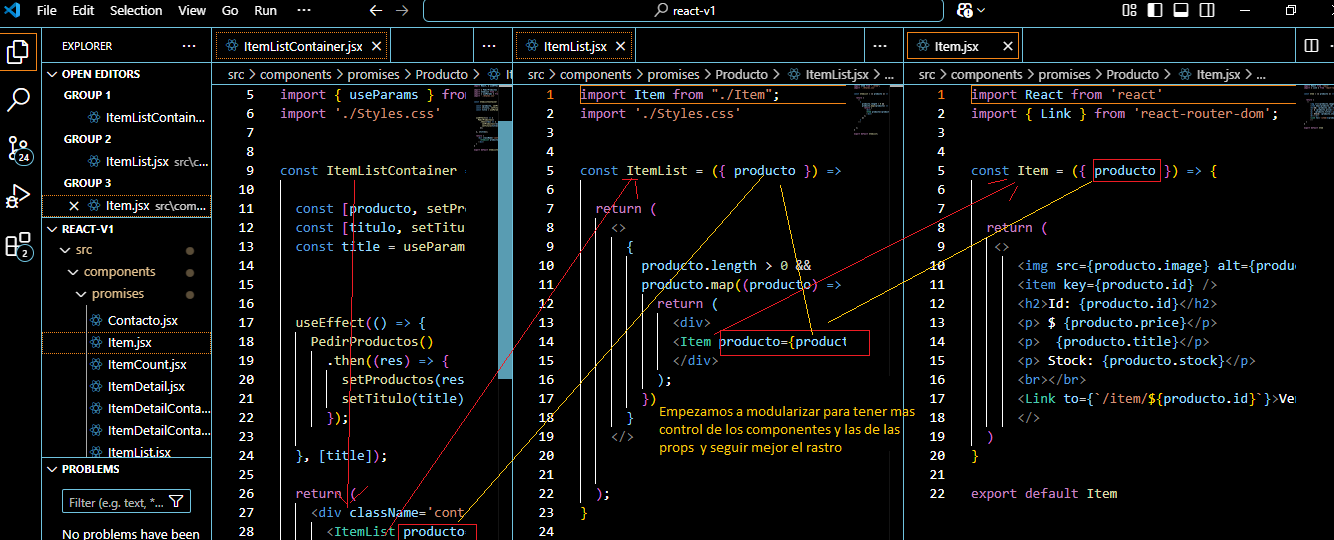 File Edit Selection View Go Run ··· react-v1
EXPLORER ···
OPEN EDITORS
GROUP 1
ItemListContain...
GROUP 2
ItemList.jsx src\c...
GROUP 3
Item.jsx src\com...
REACT-V1
src
components
promises
Contacto.jsx
Item.jsx
ItemCount.jsx
ItemDetail.jsx
ItemDetailConta...
ItemDetailConta...
ItemList.jsx
PROBLEMS
Filter (e.g. text, *...
No problems have been
24
2
ItemListContainer.jsx
src > components > promises > Producto >
5 import { useParams } fro
6 import './Styles.css'
7
8
9 const ItemListContainer
10
11 const [producto, setPr
12 const [titulo, setTitu
13 const title = useParam
14
15
16
17 useEffect(() => {
18 PedirProductos()
19 .then((res) => {
20 setProductos(res
21 setTitulo(title)
22 });
23
24 }, [title]);
25
26 return (
27 <div className='cont
28 <ItemList producto
ItemList.jsx
src > components > promises > Producto > ItemList.jsx > ...
1 import Item from "./Item";
2 import './Styles.css'
3
4
5 const ItemList = ({ producto }) =>
6
7 return (
8 <>
9 {
10 producto.length > 0 &&
11 producto.map((producto) =>
12 return (
13 <div>
14 <Item producto={product
15 </div>
16 );
17 })
18 }
19 </>
20
21
22 );
23 }
24
Empezamos a modularizar para tener mas
control de los componentes y las de las
props y seguir mejor el rastro
Item.jsx
src > components > promises > Producto > Item.jsx > ...
1 import React from 'react'
2 import { Link } from 'react-router-dom';
3
4
5 const Item = ({ producto }) => {
6
7
8 return (
9 <>
10 <img src={producto.image} alt={produc
11 <item key={producto.id} />
12 <h2>Id: {producto.id}</h2>
13 <p> $ {producto.price}</p>
14 <p> {producto.title}</p>
15 <p> Stock: {producto.stock}</p>
16 <br></br>
17 <Link to={`/item/${producto.id}`}>Ve
18 </>
19 )
20 }
21
22 export default Item